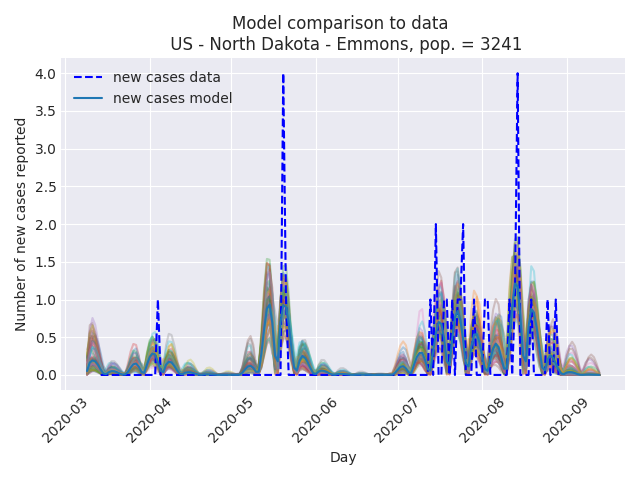 Model comparison to data
US - North Dakota - Emmons, pop. = 3241
new cases data
new cases model
Number of new cases reported
4.0
3.5
3.0
2.5
2.0
1.5
1.0
0.5
0.0
2020-03
2020-04
2020-05
2020-06
2020-07
2020-08
2020-09
Day